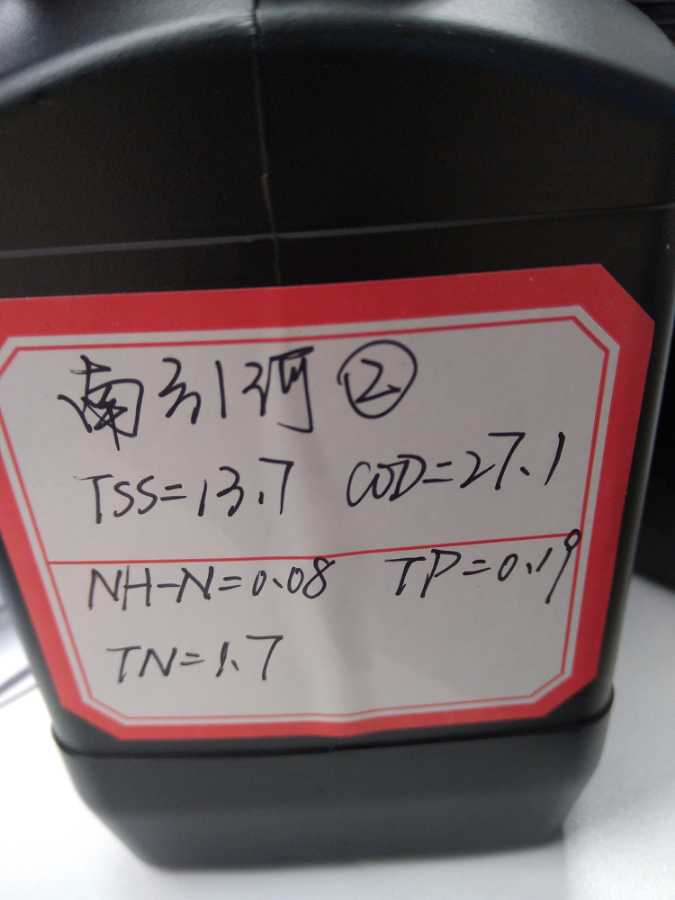 南引河②
TSS=13.7 COD=27.1
NH-N=0.08 TP=0.19
TN=1.7